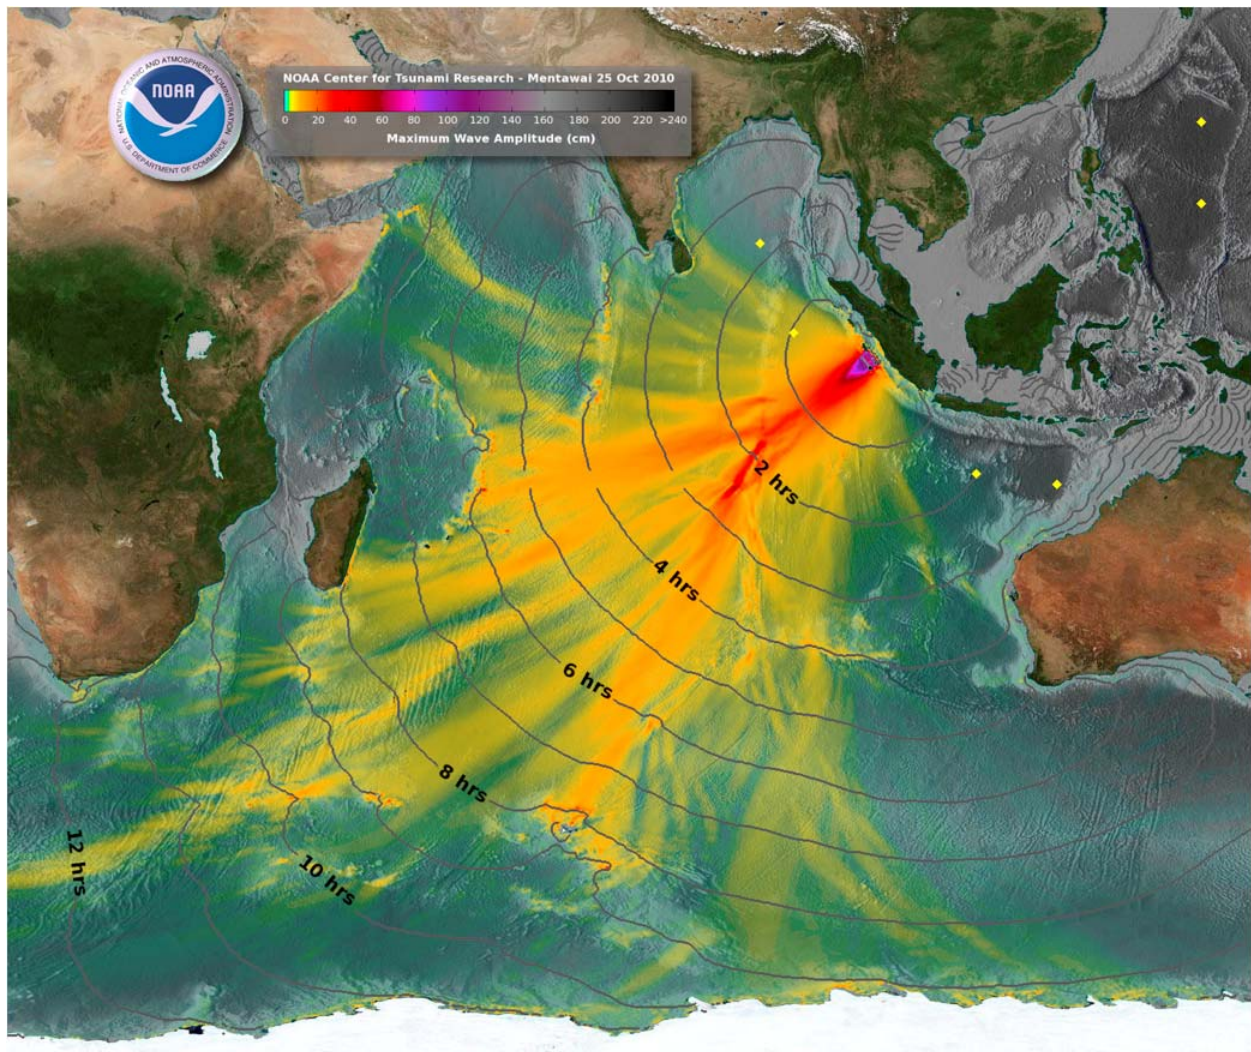 NATIONAL OCEANIC AND ATMOSPHERIC ADMINISTRATION
NOAA
U.S. DEPARTMENT OF COMMERCE
NOAA Center for Tsunami Research - Mentawai 25 Oct 2010
0 20 40 60 80 100 120 140 160 180 200 220 >240
Maximum Wave Amplitude (cm)
2 hrs
4 hrs
6 hrs
8 hrs
10 hrs
12 hrs